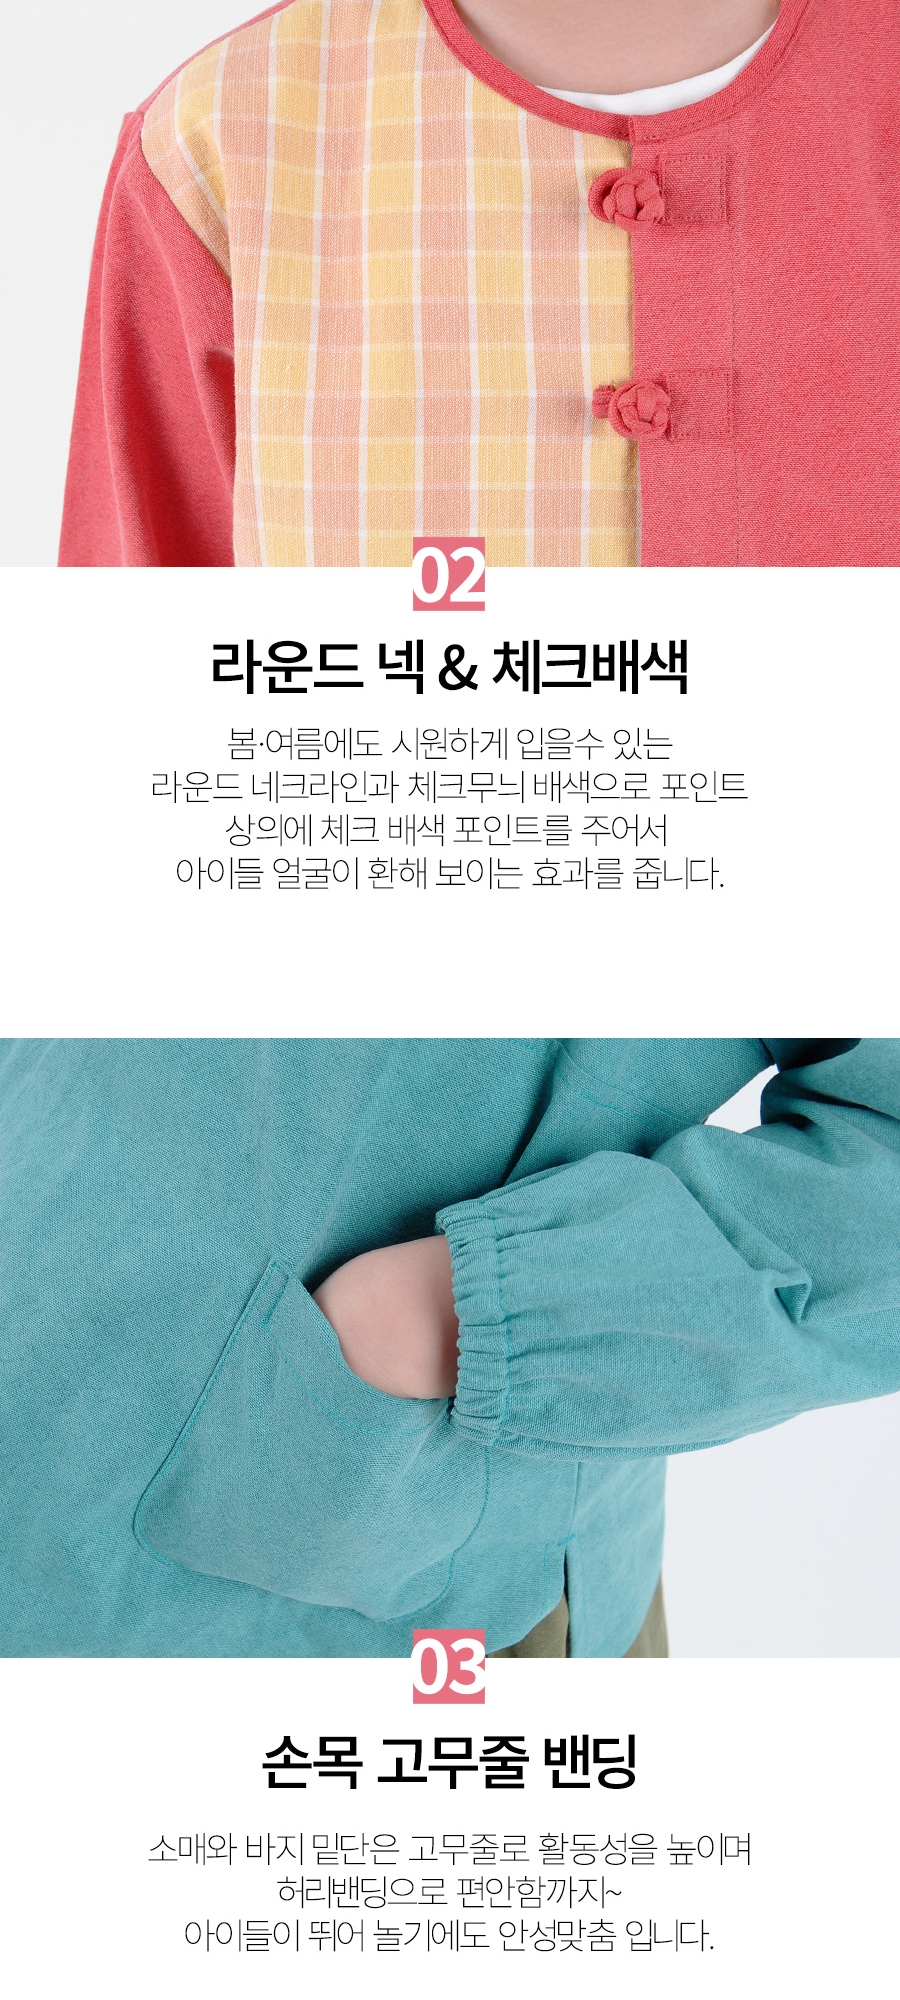 02
라운드 넥 & 체크배색
봄·여름에도 시원하게 입을수 있는
라운드 네크라인과 체크무늬 배색으로 포인트
상의에 체크 배색 포인트를 주어서
아이들 얼굴이 환해 보이는 효과를 줍니다.
03
손목 고무줄 밴딩
소매와 바지 밑단은 고무줄로 활동성을 높이며
허리밴딩으로 편안함까지~
아이들이 뛰어 놀기에도 안성맞춤 입니다.